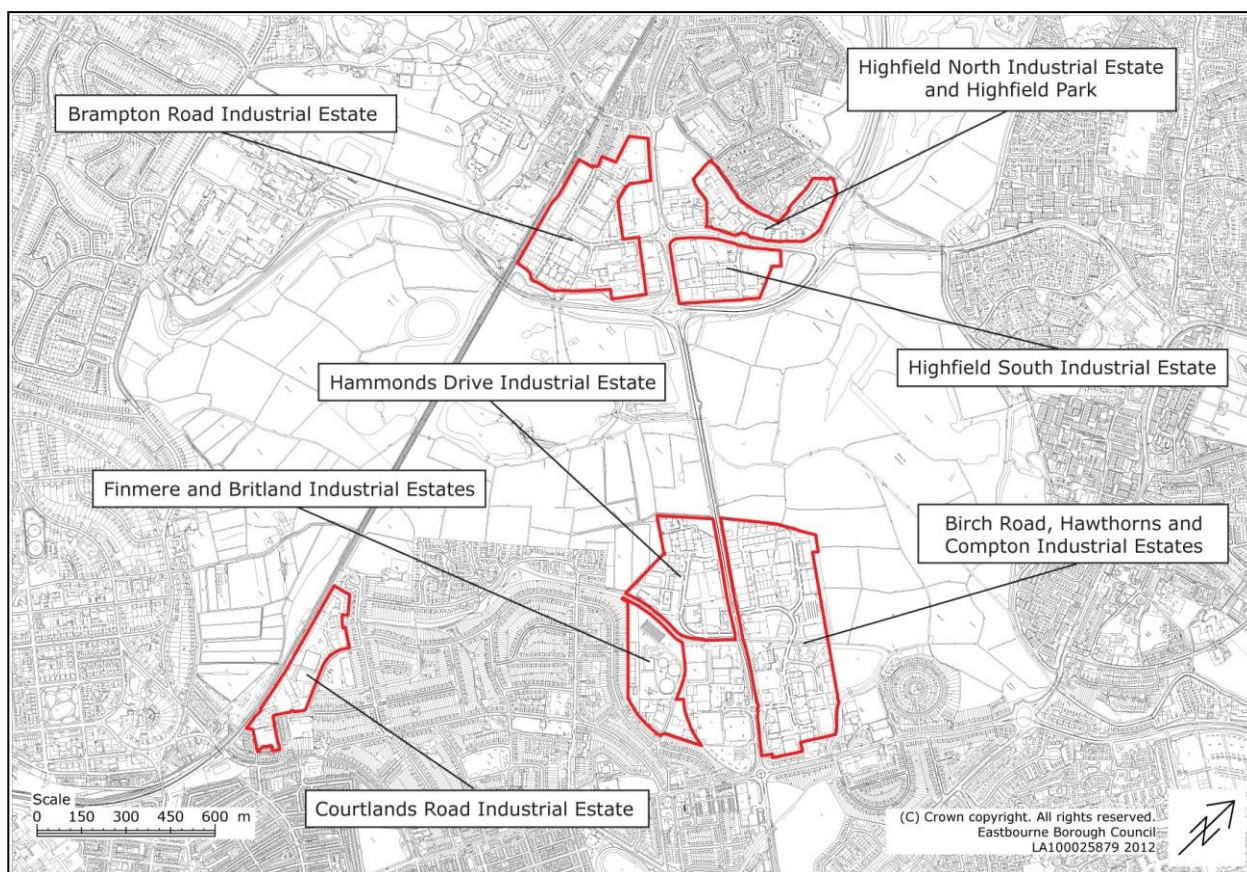 Highfield North Industrial Estate
and Highfield Park
Brampton Road Industrial Estate
Highfield South Industrial Estate
Hammonds Drive Industrial Estate
Finmere and Britland Industrial Estates
Birch Road, Hawthorns and
Compton Industrial Estates
Courtlands Road Industrial Estate
Scale
0 150 300 450 600 m
(C) Crown copyright. All rights reserved.
Eastbourne Borough Council
LA100025879 2012
N